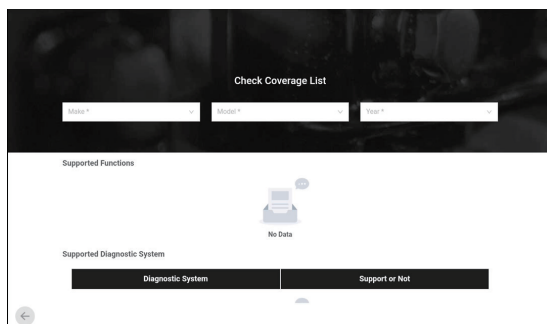 Check Coverage List
Make * Model * Year *
Supported Functions
No Data
Supported Diagnostic System
Diagnostic System Support or Not